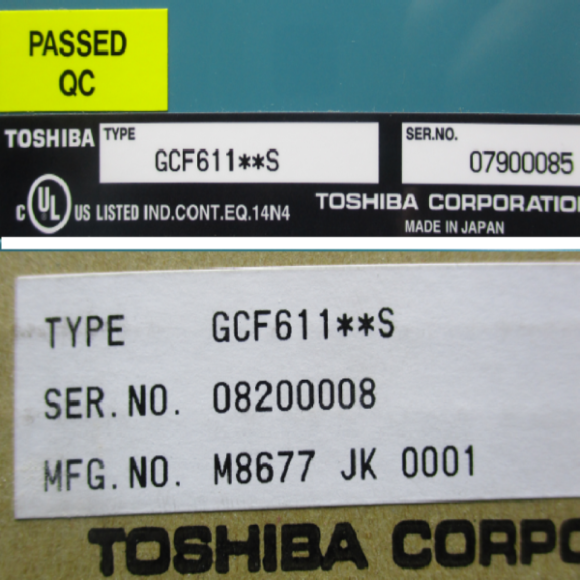 PASSED
QC
TOSHIBA TYPE GCF611**S SER.NO. 07900085
c UL US LISTED IND.CONT.EQ.14N4 TOSHIBA CORPORATIO
MADE IN JAPAN
TYPE GCF611**S
SER.NO. 08200008
MFG.NO. M8677 JK 0001
TOSHIBA CORPO